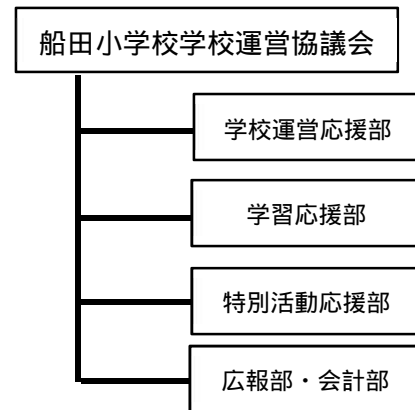 船田小学校学校運営協議会
学校運営応援部
学習応援部
特別活動応援部
広報部・会計部